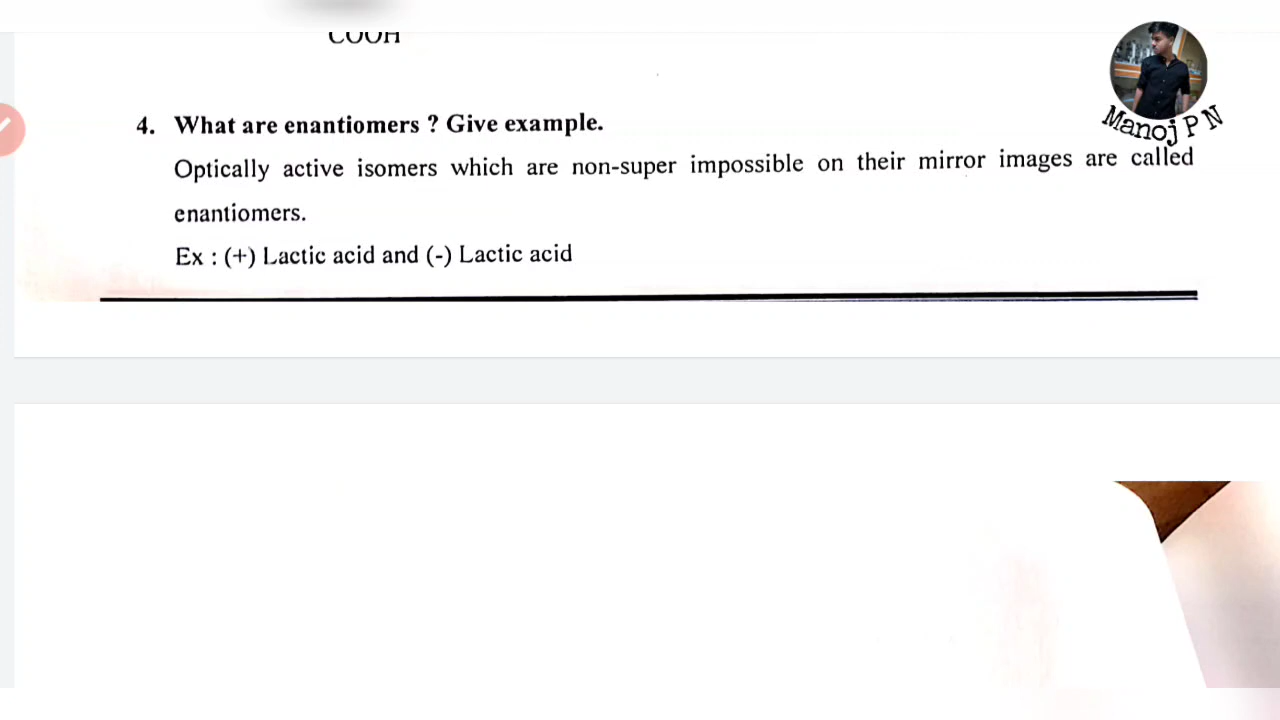 COOH
Manoj P N
4. What are enantiomers ? Give example.
Optically active isomers which are non-super impossible on their mirror images are called
enantiomers.
Ex : (+) Lactic acid and (-) Lactic acid